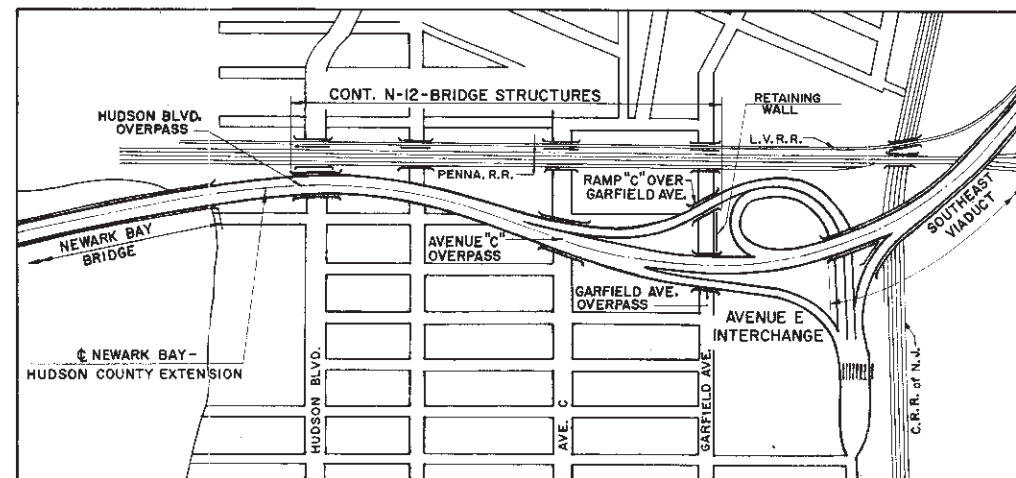 CONT. N-12-BRIDGE STRUCTURES
RETAINING
WALL
HUDSON BLVD.
OVERPASS
L.V.R.R.
PENNA. R.R.
RAMP "C" OVER
GARFIELD AVE.
SOUTHEAST
VIADUCT
NEWARK BAY
BRIDGE
AVENUE "C"
OVERPASS
GARFIELD AVE.
OVERPASS
AVENUE E
INTERCHANGE
℄ NEWARK BAY-
HUDSON COUNTY EXTENSION
HUDSON BLVD.
AVE. C
GARFIELD AVE.
C.R.R. of N.J.